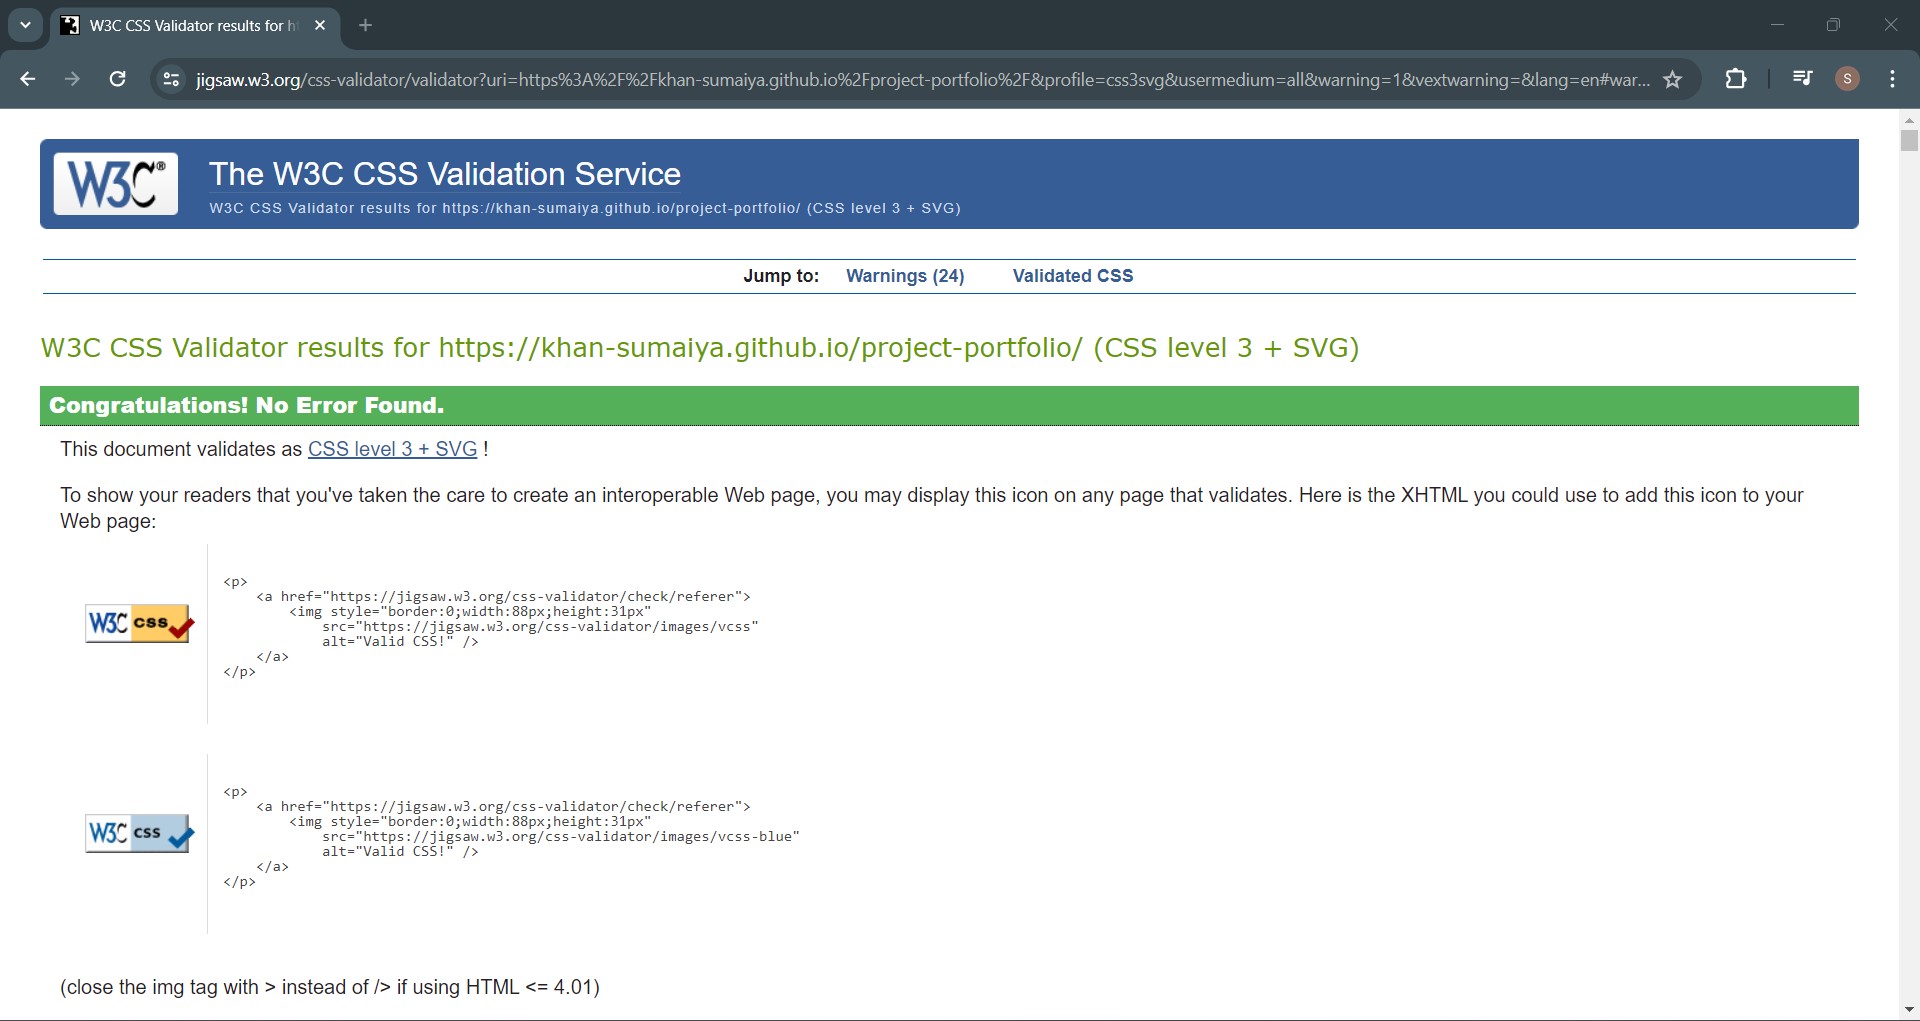 W3C CSS Validator results for h
jigsaw.w3.org/css-validator/validator?uri=https%3A%2F%2Fkhan-sumaiya.github.io%2Fproject-portfolio%2F&profile=css3svg&usermedium=all&warning=1&vextwarning=&lang=en#war...
S
W3C®
The W3C CSS Validation Service
W3C CSS Validator results for https://khan-sumaiya.github.io/project-portfolio/ (CSS level 3 + SVG)
Jump to: Warnings (24) Validated CSS
W3C CSS Validator results for https://khan-sumaiya.github.io/project-portfolio/ (CSS level 3 + SVG)
Congratulations! No Error Found.
This document validates as CSS level 3 + SVG !
To show your readers that you've taken the care to create an interoperable Web page, you may display this icon on any page that validates. Here is the XHTML you could use to add this icon to your
Web page:
W3C css
<p>
<a href="https://jigsaw.w3.org/css-validator/check/referer">
<img style="border:0;width:88px;height:31px"
src="https://jigsaw.w3.org/css-validator/images/vcss"
alt="Valid CSS!" />
</a>
</p>
W3C css
<p>
<a href="https://jigsaw.w3.org/css-validator/check/referer">
<img style="border:0;width:88px;height:31px"
src="https://jigsaw.w3.org/css-validator/images/vcss-blue"
alt="Valid CSS!" />
</a>
</p>
(close the img tag with > instead of /> if using HTML <= 4.01)